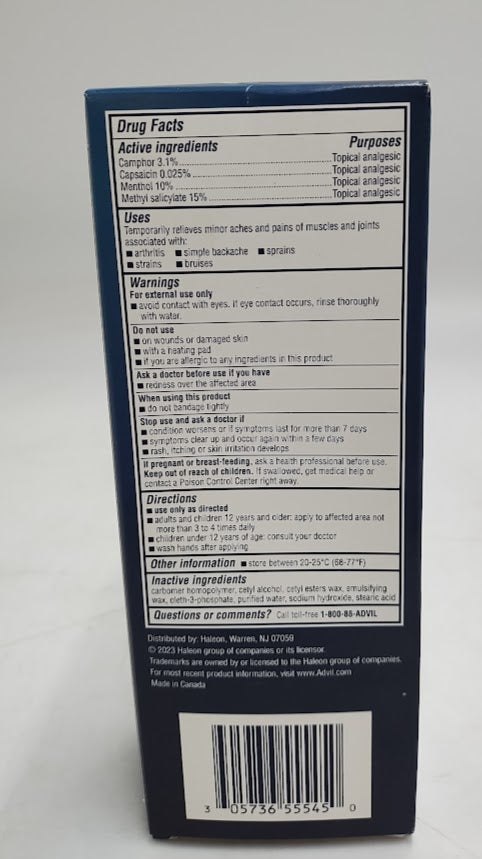 Drug Facts
Active ingredients Purposes
Camphor 3.1%.....Topical analgesic
Capsaicin 0.025%.....Topical analgesic
Menthol 10%.....Topical analgesic
Methyl salicylate 15%.....Topical analgesic
Uses
Temporarily relieves minor aches and pains of muscles and joints
associated with:
■ arthritis ■ simple backache ■ sprains
■ strains ■ bruises
Warnings
For external use only
■ avoid contact with eyes. If eye contact occurs, rinse thoroughly
with water.
Do not use
■ on wounds or damaged skin
■ with a heating pad
■ if you are allergic to any ingredients in this product
Ask a doctor before use if you have
■ redness over the affected area
When using this product
■ do not bandage tightly
Stop use and ask a doctor if
■ condition worsens or if symptoms last for more than 7 days
■ symptoms clear up and occur again within a few days
■ rash, itching or skin irritation develops
If pregnant or breast-feeding, ask a health professional before use.
Keep out of reach of children. If swallowed, get medical help or
contact a Poison Control Center right away.
Directions
■ use only as directed
■ adults and children 12 years and older: apply to affected area not
more than 3 to 4 times daily
■ children under 12 years of age: consult your doctor
■ wash hands after applying
Other information ■ store between 20-25°C (68-77°F)
Inactive ingredients
carbomer homopolymer, cetyl alcohol, cetyl esters wax, emulsifying
wax, oleth-3-phosphate, purified water, sodium hydroxide, stearic acid
Questions or comments? Call toll-free 1-800-88-ADVIL
Distributed by: Haleon, Warren, NJ 07059
© 2023 Haleon group of companies or its licensor.
Trademarks are owned by or licensed to the Haleon group of companies.
For most recent product information, visit www.Advil.com
Made in Canada
3 05736 55545 0